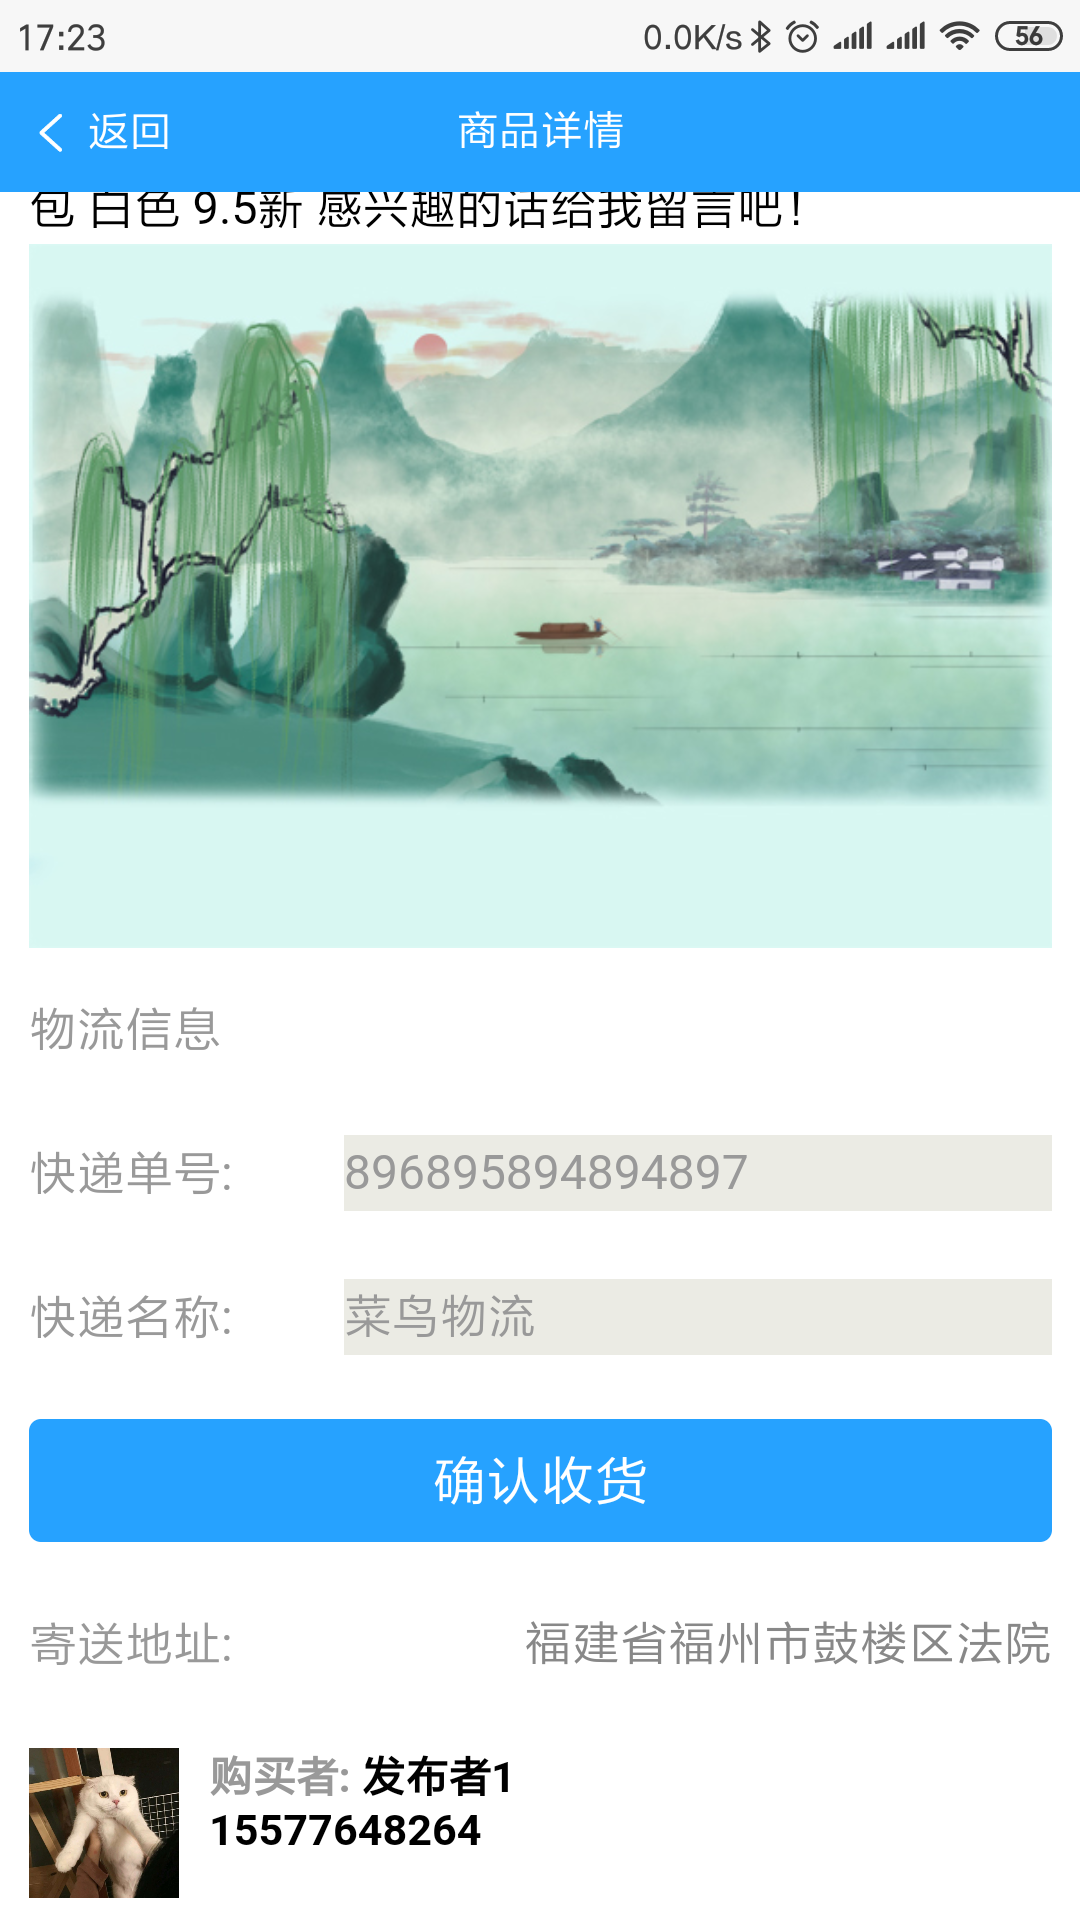 17:23
0.0K/s
56
返回
商品详情
包 白色 9.5新 感兴趣的话给我留言吧！
物流信息
快递单号:
896895894894897
快递名称:
菜鸟物流
确认收货
寄送地址:
福建省福州市鼓楼区法院
购买者: 发布者1
15577648264